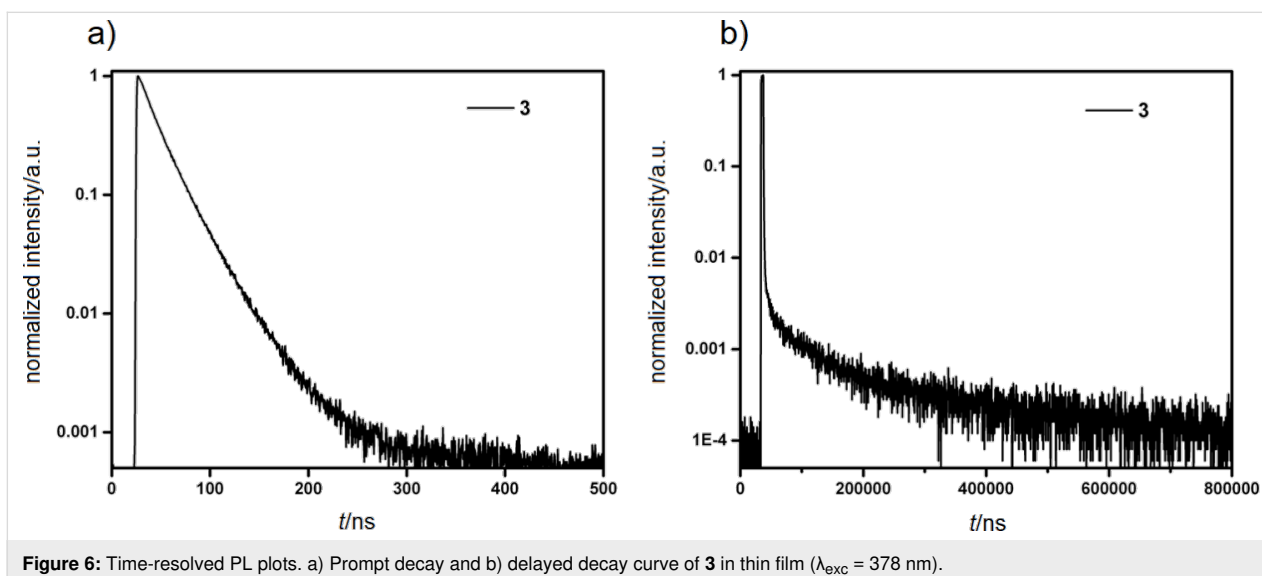 a)
1
0.1
0.01
0.001
normalized intensity/a.u.
3
0 100 200 300 400 500
t/ns
b)
1
0.1
0.01
0.001
1E-4
normalized intensity/a.u.
3
0 200000 400000 600000 800000
t/ns
Figure 6: Time-resolved PL plots. a) Prompt decay and b) delayed decay curve of 3 in thin film (λexc = 378 nm).